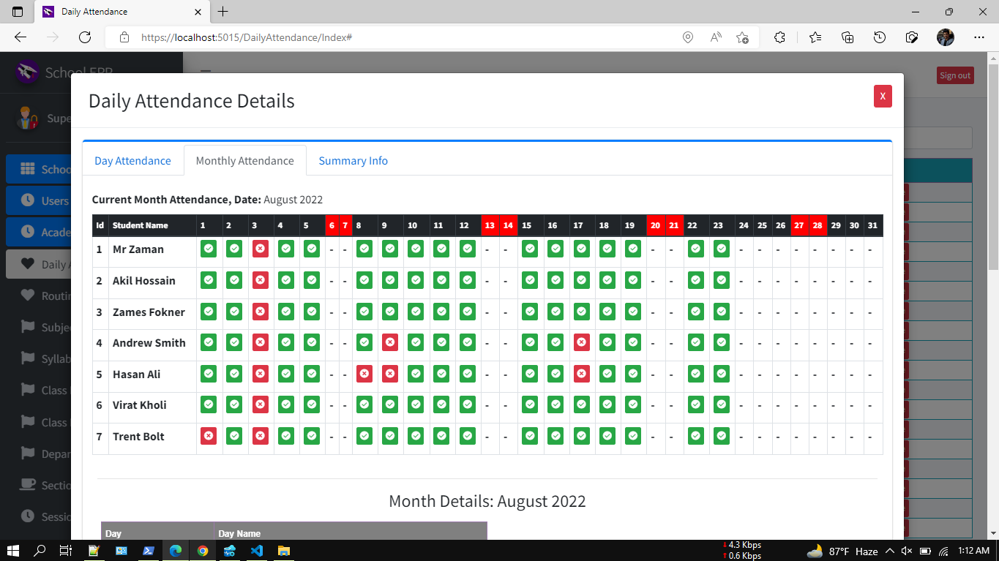 Daily Attendance
https://localhost:5015/DailyAttendance/Index#
School ERP
Sign out
Daily Attendance Details
X
Supe
Day Attendance Monthly Attendance Summary Info
Schoo
Users
Acade
Daily A
Routin
Subje
Syllab
Class
Class
Depar
Sectio
Sessio
Current Month Attendance, Date: August 2022
Id Student Name 1 2 3 4 5 6 7 8 9 10 11 12 13 14 15 16 17 18 19 20 21 22 23 24 25 26 27 28 29 30 31
1 Mr Zaman - - - - - - - - - - - - - -
2 Akil Hossain - - - - - - - - - - - - - -
3 Zames Fokner - - - - - - - - - - - - - -
4 Andrew Smith - - - - - - - - - - - - - -
5 Hasan Ali - - - - - - - - - - - - - -
6 Virat Kholi - - - - - - - - - - - - - -
7 Trent Bolt - - - - - - - - - - - - - -
Month Details: August 2022
Day Day Name
4.3 Kbps
0.6 Kbps
87°F Haze
1:12 AM